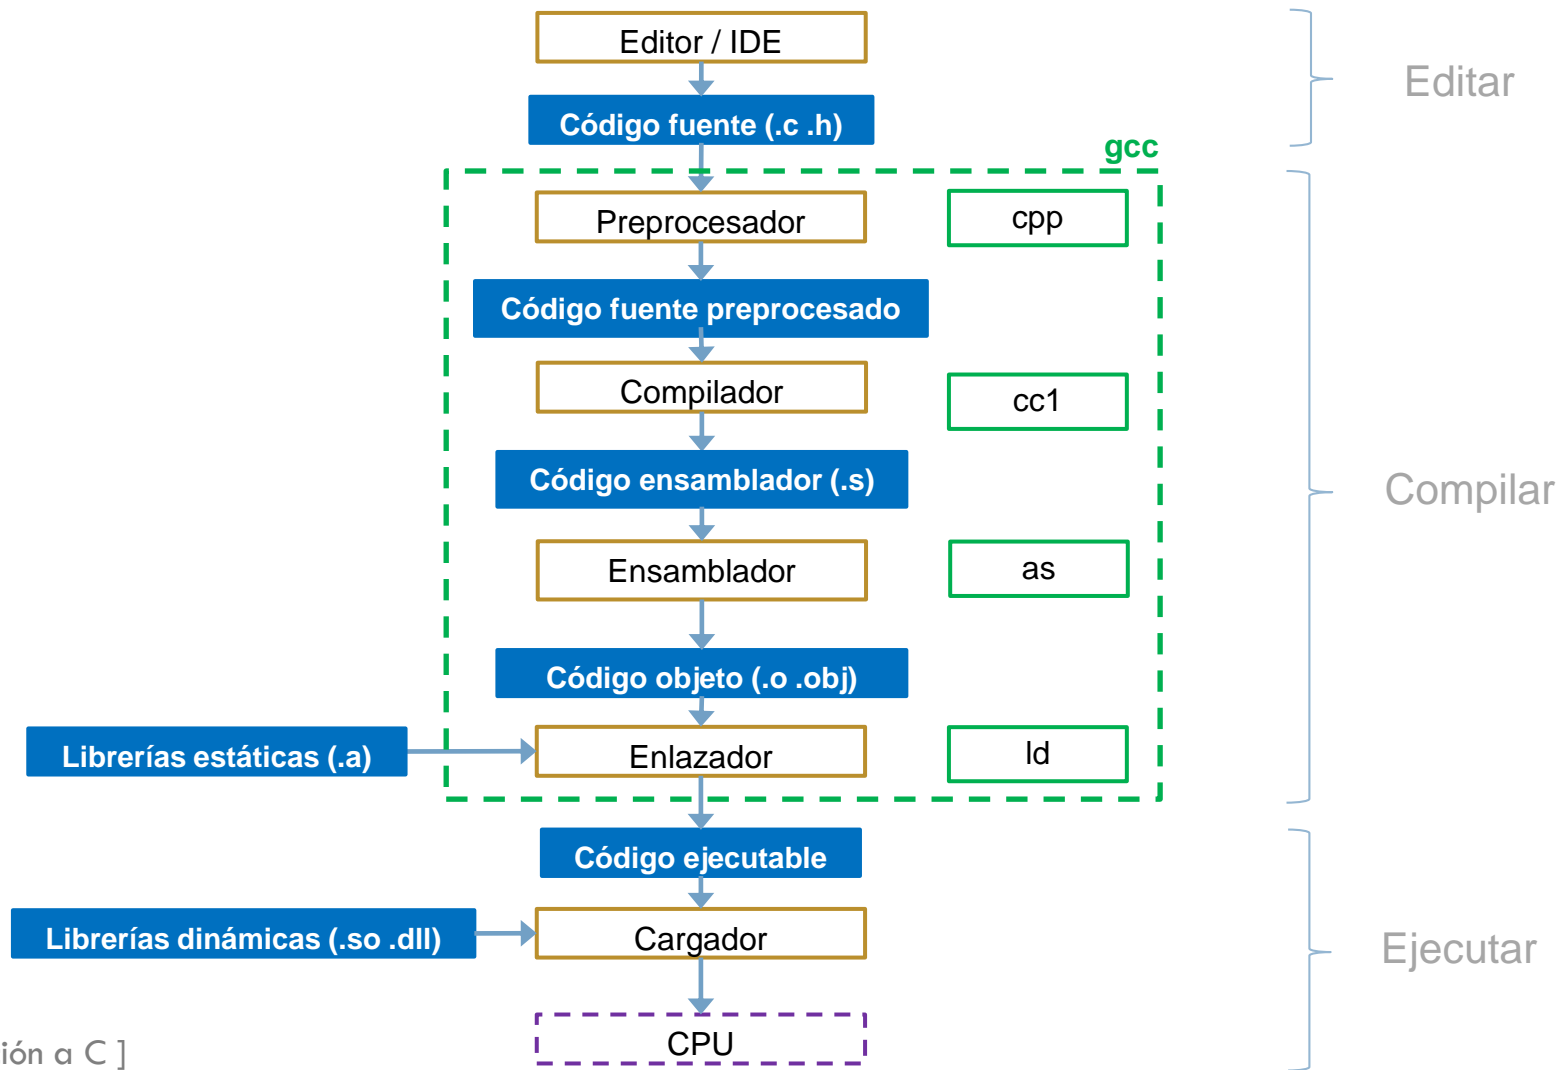 Editor / IDE
Editar
Código fuente (.c .h)
gcc
Preprocesador
cpp
Código fuente preprocesado
Compilador
cc1
Código ensamblador (.s)
Compilar
Ensamblador
as
Código objeto (.o .obj)
Librerías estáticas (.a)
Enlazador
ld
Código ejecutable
Librerías dinámicas (.so .dll)
Cargador
Ejecutar
CPU
ión a C ]